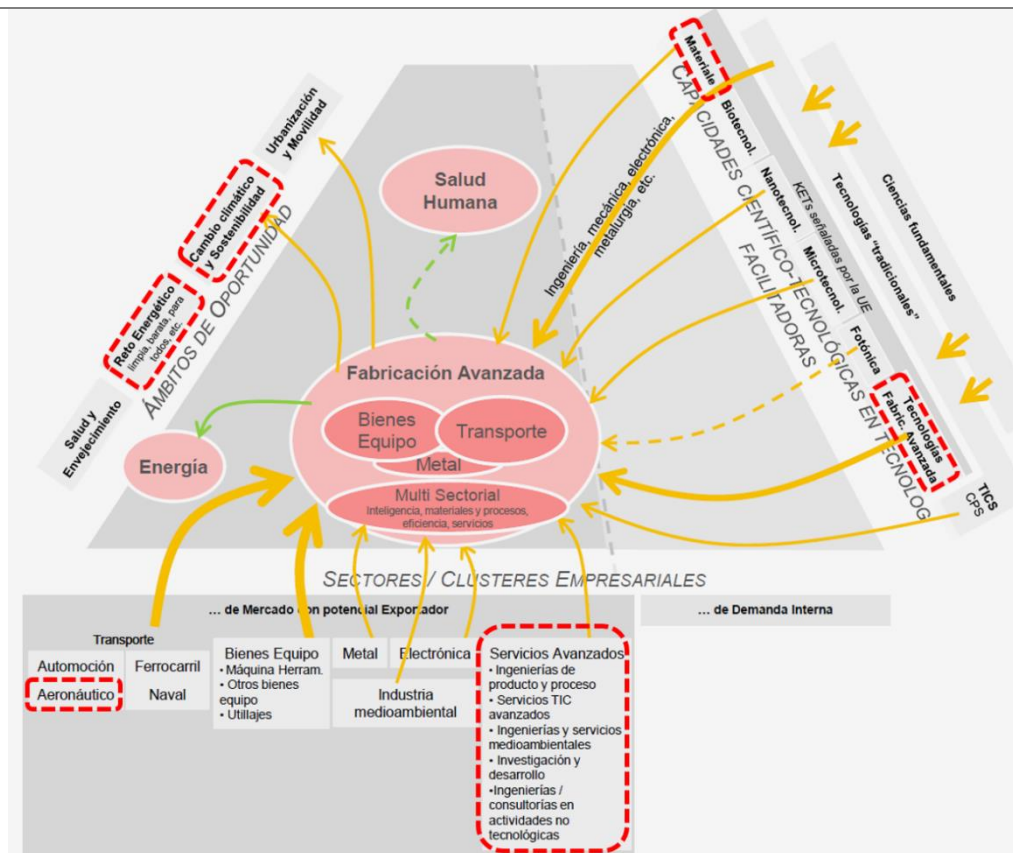 Urbanización
y Movilidad
Cambio climático
y Sostenibilidad
Reto Energético
limpia, barata, para
todos, etc.
Salud y
Envejecimiento
ÁMBITOS DE OPORTUNIDAD
Salud
Humana
Energía
Fabricación Avanzada
Bienes
Equipo
Transporte
Metal
Multi Sectorial
Inteligencia, materiales y procesos,
eficiencia, servicios
Ingeniería, mecánica, electrónica,
metalurgia, etc.
CAPACIDADES CIENTÍFICO-TECNOLÓGICAS EN TECNOLOG
FACILITADORAS
Materiale
Biotecnol.
Nanotecnol.
Microtecnol.
Fotónica
Tecnologías
Fabric. Avanzada
TICS
CPS
KETs señaladas por la UE
Tecnologías "tradicionales"
Ciencias fundamentales
SECTORES / CLUSTERES EMPRESARIALES
... de Mercado con potencial Exportador
... de Demanda Interna
Transporte
Automoción
Ferrocarril
Aeronáutico
Naval
Bienes Equipo
• Máquina Herram.
• Otros bienes
equipo
• Utillajes
Metal
Electrónica
Industria
medioambiental
Servicios Avanzados
• Ingenierías de
producto y proceso
• Servicios TIC
avanzados
• Ingenierías y servicios
medioambientales
• Investigación y
desarrollo
•Ingenierías /
consultorías en
actividades no
tecnológicas